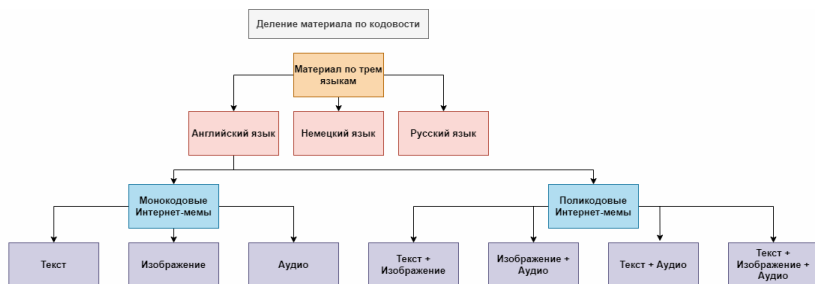 Деление материала по кодовости
Материал по трем
языкам
Английский язык
Немецкий язык
Русский язык
Монокодовые
Интернет-мемы
Поликодовые
Интернет-мемы
Текст
Изображение
Аудио
Текст +
Изображение
Изображение +
Аудио
Текст + Аудио
Текст +
Изображение +
Аудио